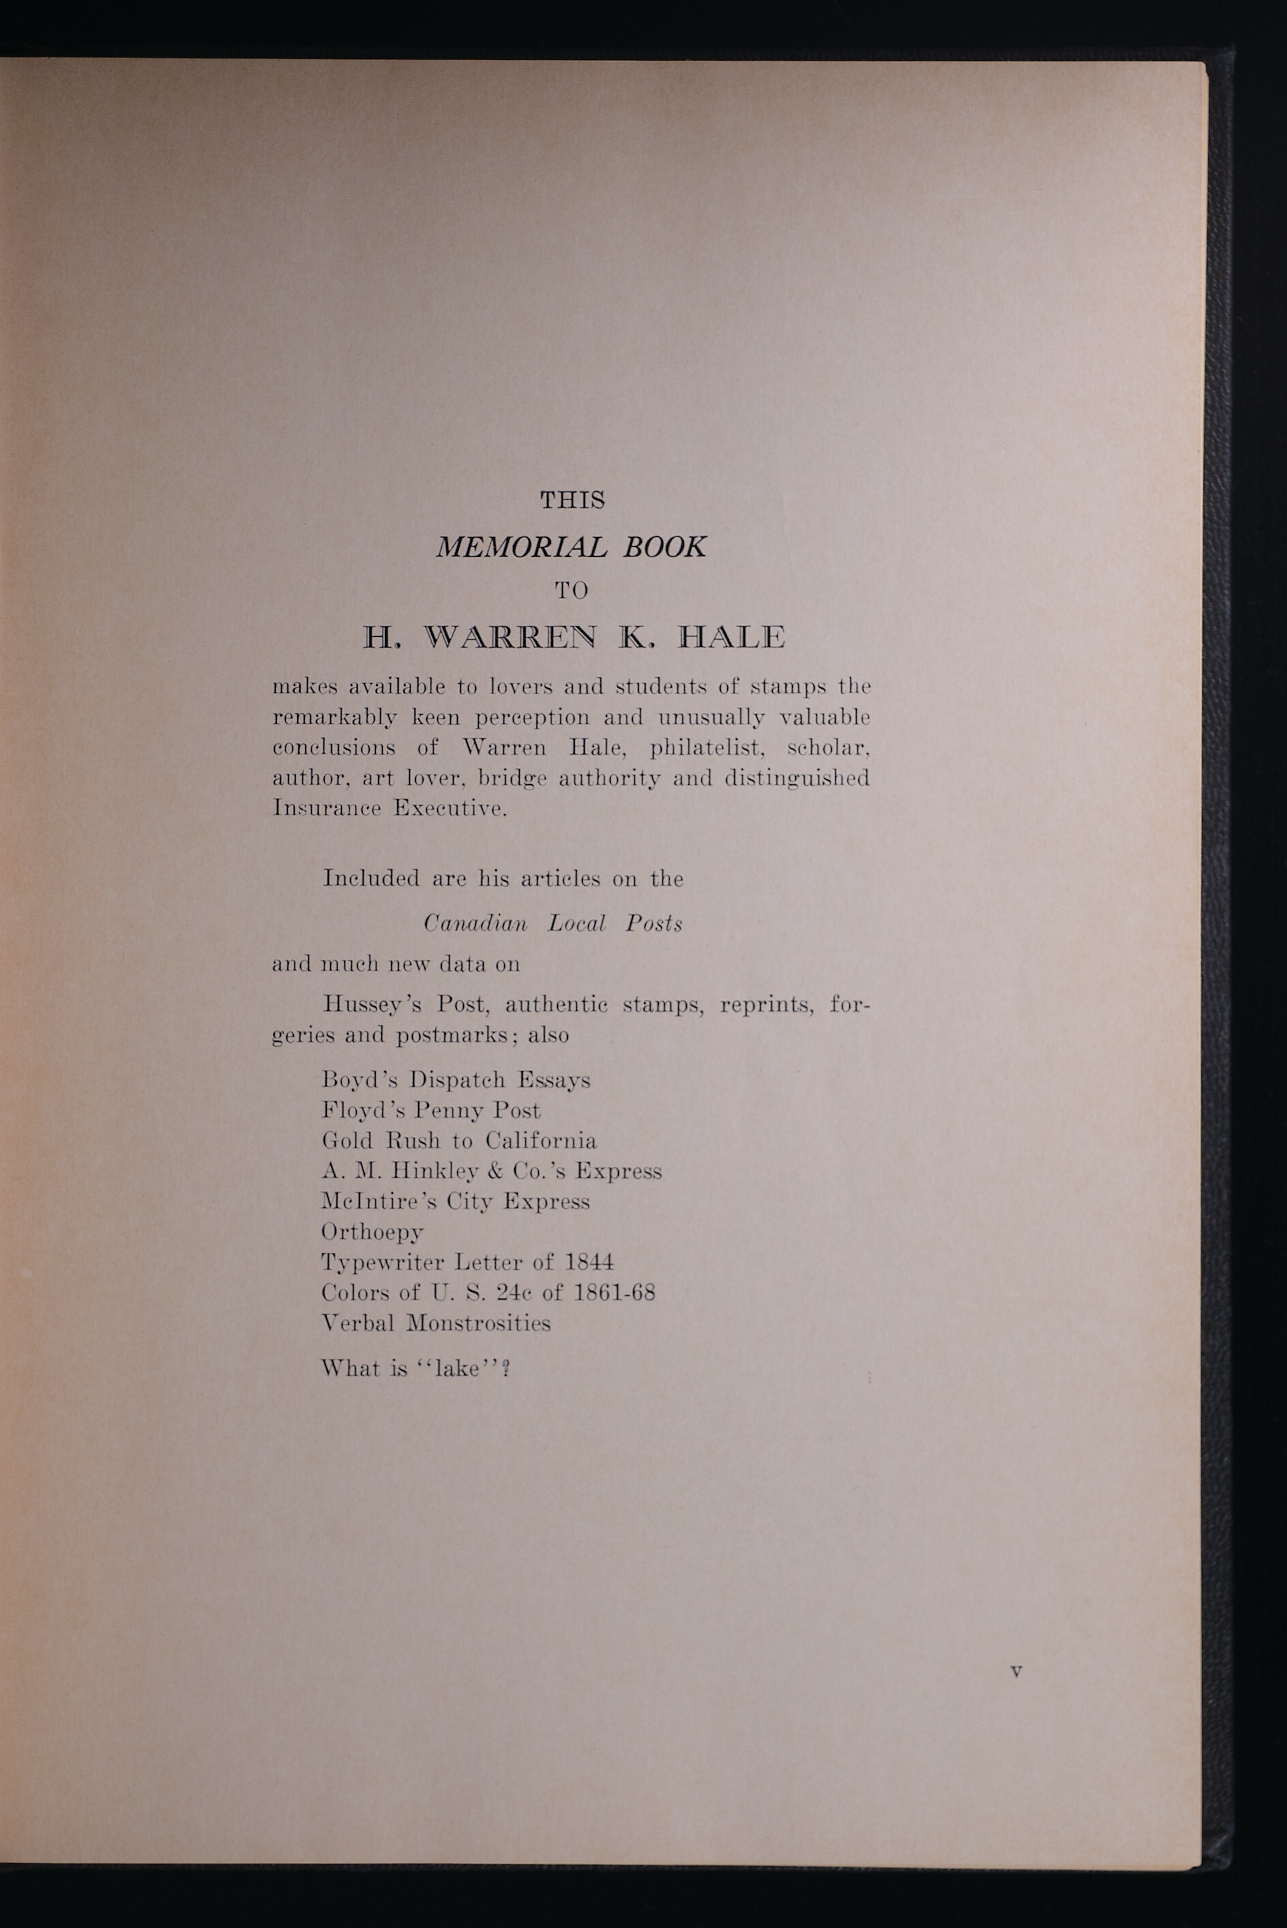 THIS
MEMORIAL BOOK
TO
H. WARREN K. HALE
makes available to lovers and students of stamps the
remarkably keen perception and unusually valuable
conclusions of Warren Hale, philatelist, scholar,
author, art lover, bridge authority and distinguished
Insurance Executive.
Included are his articles on the
Canadian Local Posts
and much new data on
Hussey's Post, authentic stamps, reprints, for-
geries and postmarks; also
Boyd's Dispatch Essays
Floyd's Penny Post
Gold Rush to California
A. M. Hinkley & Co.'s Express
McIntire's City Express
Orthoepy
Typewriter Letter of 1844
Colors of U. S. 24c of 1861-68
Verbal Monstrosities
What is "lake"?
v